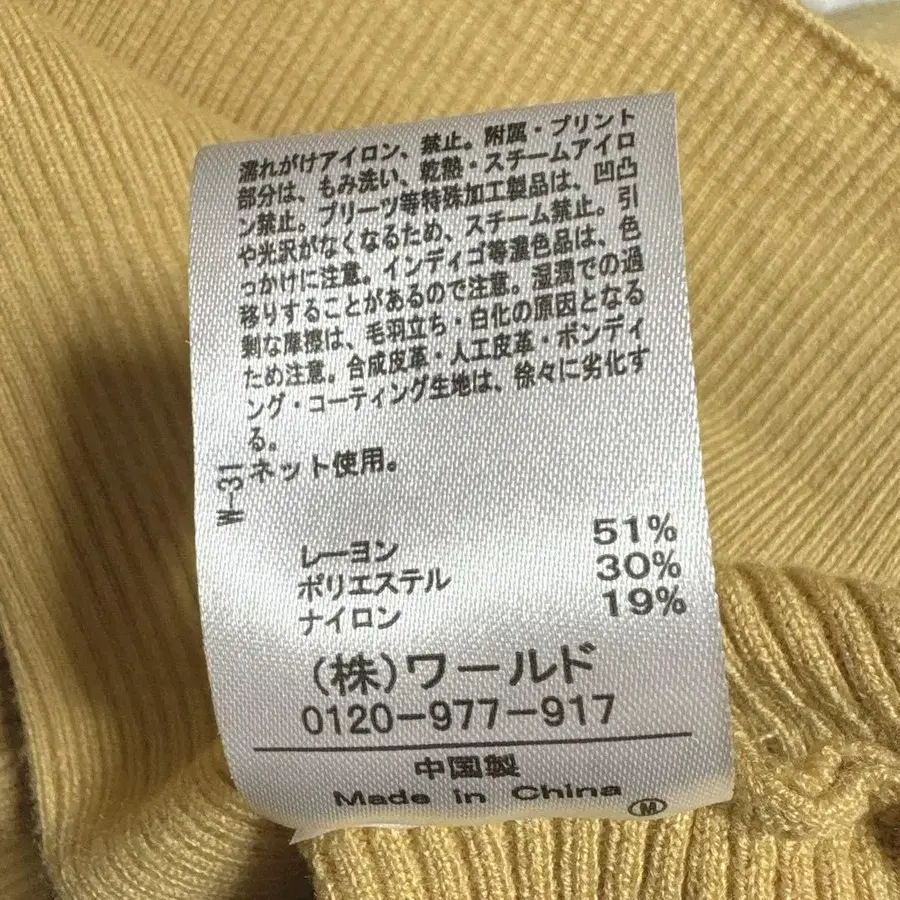 濡れがけアイロン、禁止。附属・プリント
部分は、もみ洗い、乾熱・スチームアイロ
ン禁止。プリーツ等特殊加工製品は、凹凸
や光沢がなくなるため、スチーム禁止。引
っかけに注意。インディゴ等濃色品は、色
移りすることがあるので注意。湿潤での過
剰な摩擦は、毛羽立ち・白化の原因となる
ため注意。合成皮革・人工皮革・ボンディ
ング・コーティング生地は、徐々に劣化す
る。
ネット使用。
W-31
レーヨン 51%
ポリエステル 30%
ナイロン 19%
(株)ワールド
0120-977-917
中国製
Made in China
M